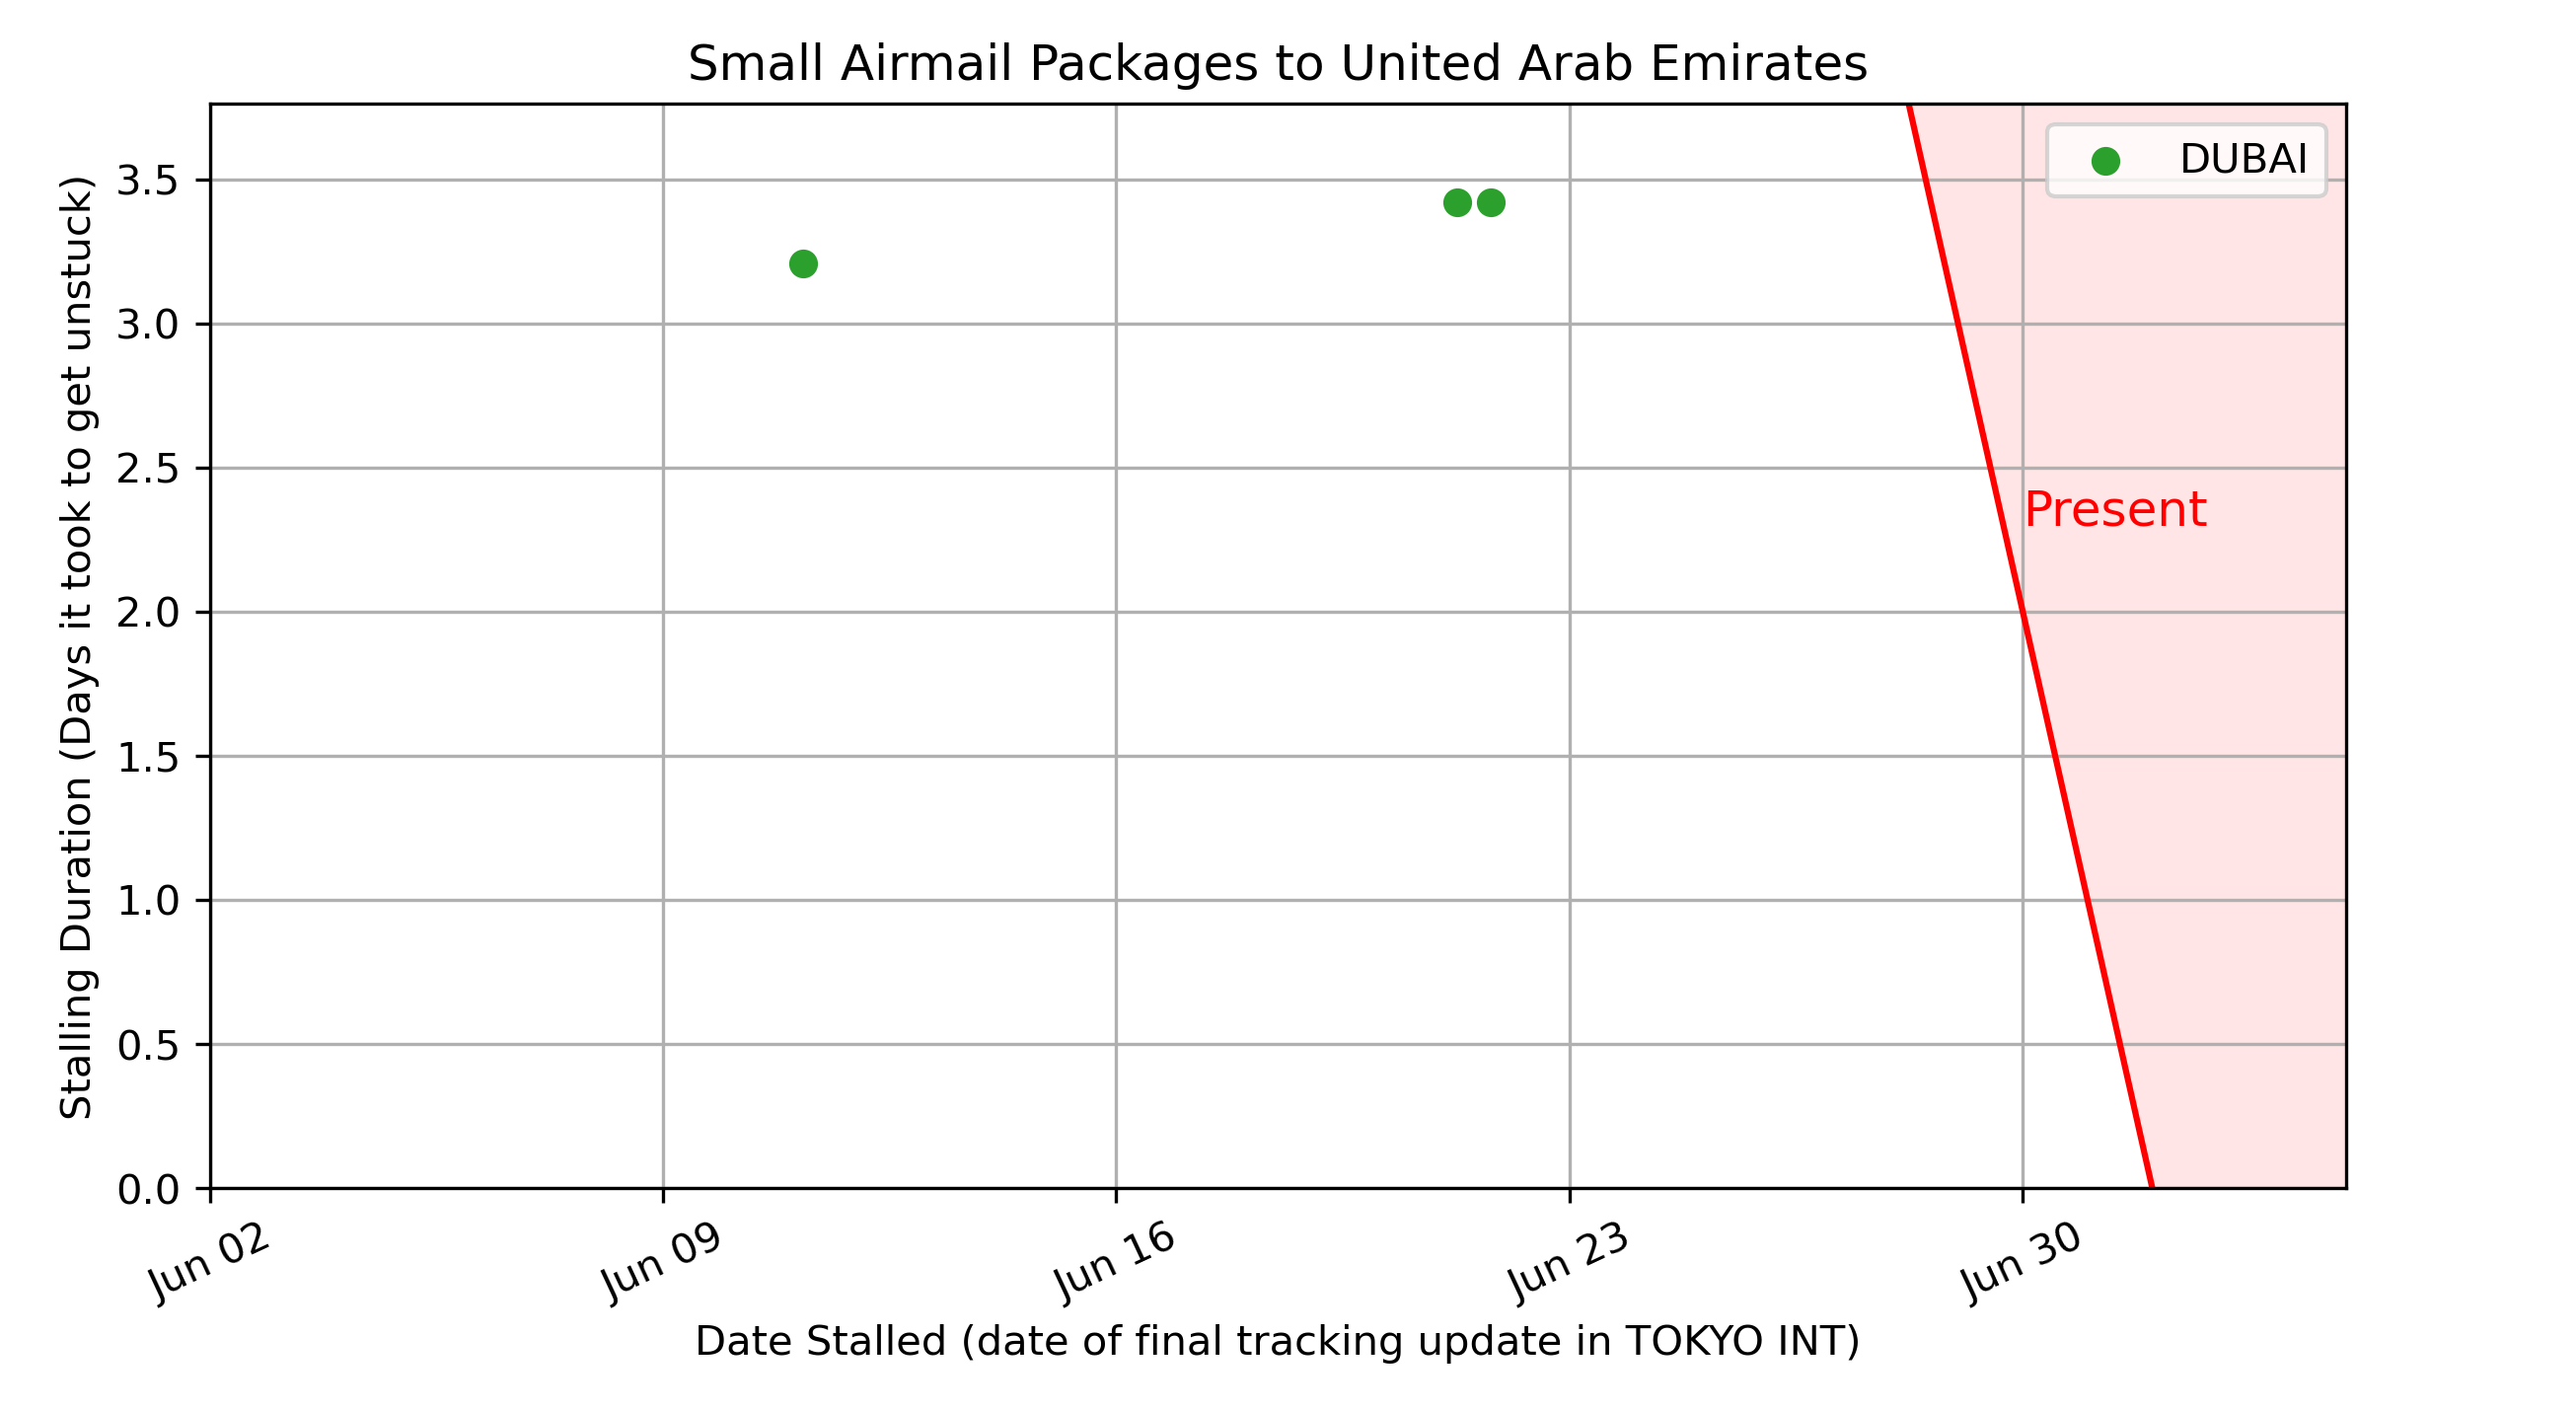 Small Airmail Packages to United Arab Emirates
DUBAI
Present
Stalling Duration (Days it took to get unstuck)
3.5
3.0
2.5
2.0
1.5
1.0
0.5
0.0
Jun 02
Jun 09
Jun 16
Jun 23
Jun 30
Date Stalled (date of final tracking update in TOKYO INT)